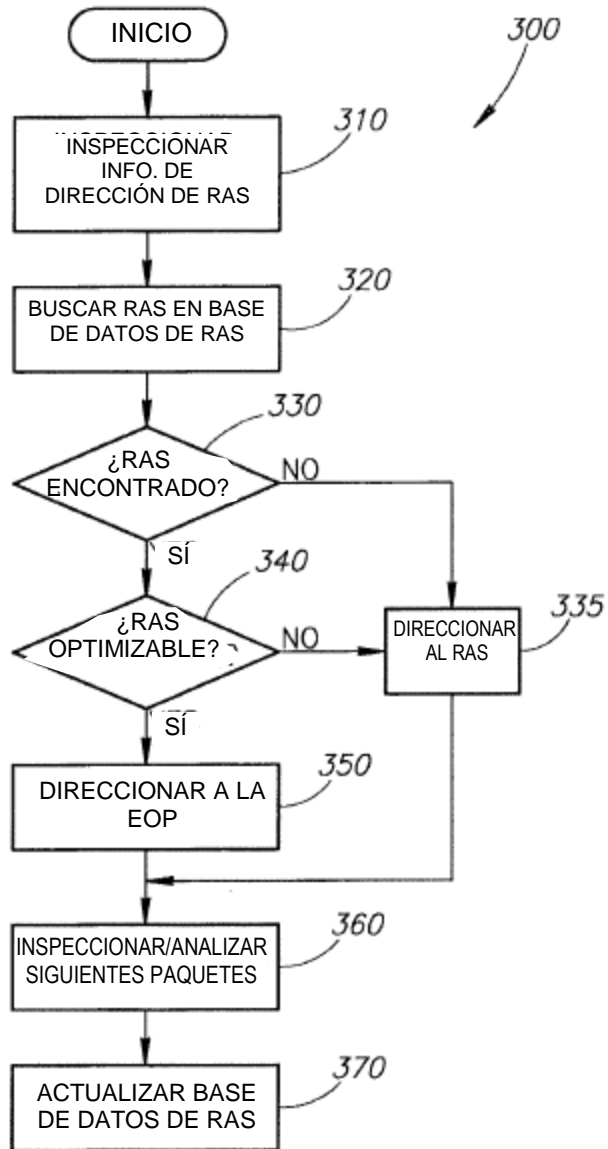 INICIO
300
310
INSPECCIONAR
INSPECCIONAR
INFO. DE
DIRECCIÓN DE RAS
320
BUSCAR RAS EN BASE
DE DATOS DE RAS
330
¿RAS
ENCONTRADO?
NO
SÍ
340
¿RAS
OPTIMIZABLE?
NO
DIRECCIONAR
AL RAS
335
SÍ
350
DIRECCIONAR A LA
EOP
360
INSPECCIONAR/ANALIZAR
SIGUIENTES PAQUETES
370
ACTUALIZAR BASE
DE DATOS DE RAS